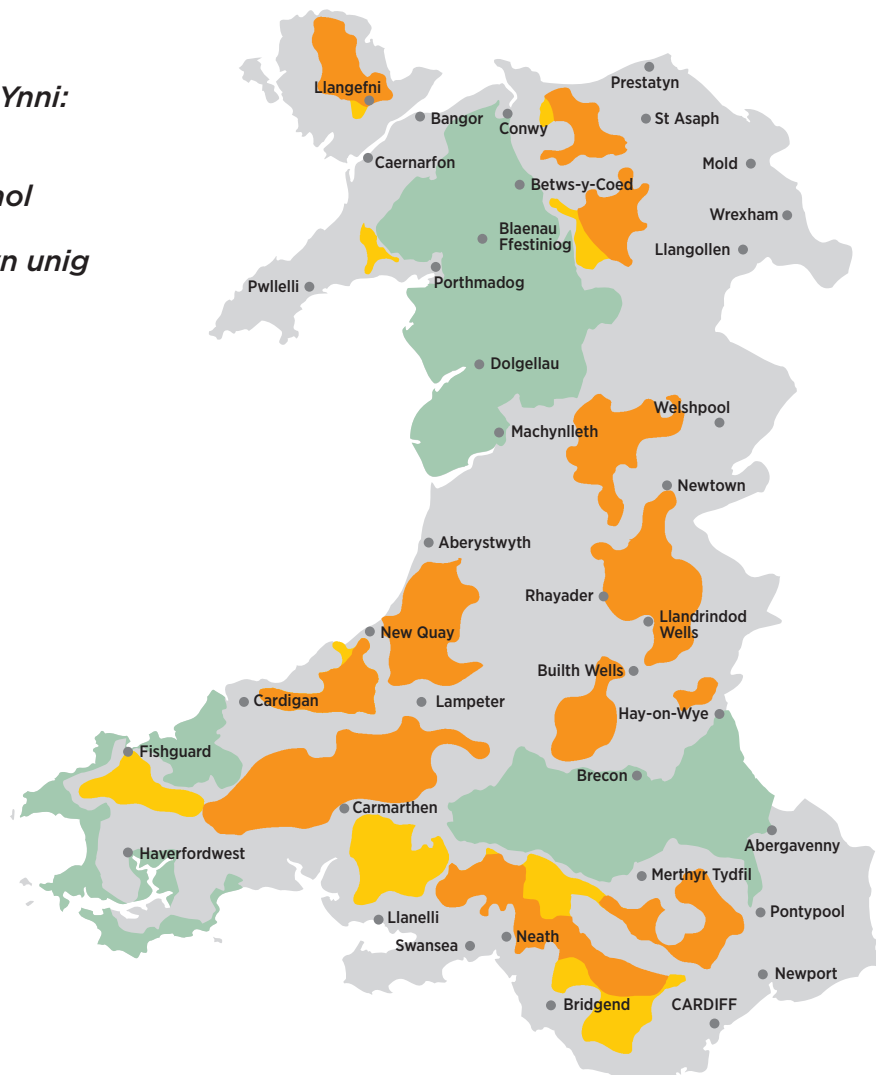 Ynni:
unig
Llangefni
Bangor
Conwy
Prestatyn
St Asaph
Caernarfon
Mold
Betws-y-Coed
Wrexham
Blaenau
Ffestiniog
Llangollen
Pwllelli
Porthmadog
Dolgellau
Welshpool
Machynlleth
Newtown
Aberystwyth
Rhayader
Llandrindod
Wells
New Quay
Builth Wells
Cardigan
Lampeter
Hay-on-Wye
Fishguard
Brecon
Carmarthen
Abergavenny
Haverfordwest
Merthyr Tydfil
Pontypool
Llanelli
Swansea
Neath
Newport
Bridgend
CARDIFF